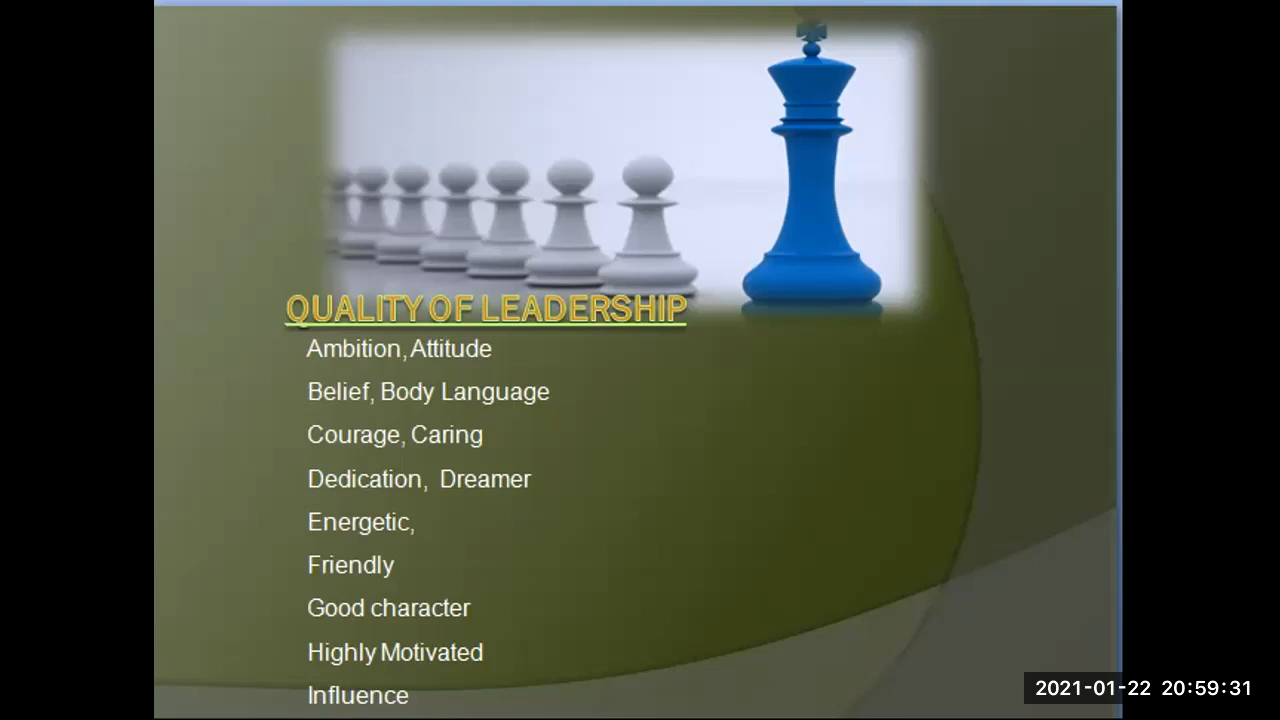 QUALITY OF LEADERSHIP
Ambition, Attitude
Belief, Body Language
Courage, Caring
Dedication, Dreamer
Energetic,
Friendly
Good character
Highly Motivated
Influence
2021-01-22 20:59:31